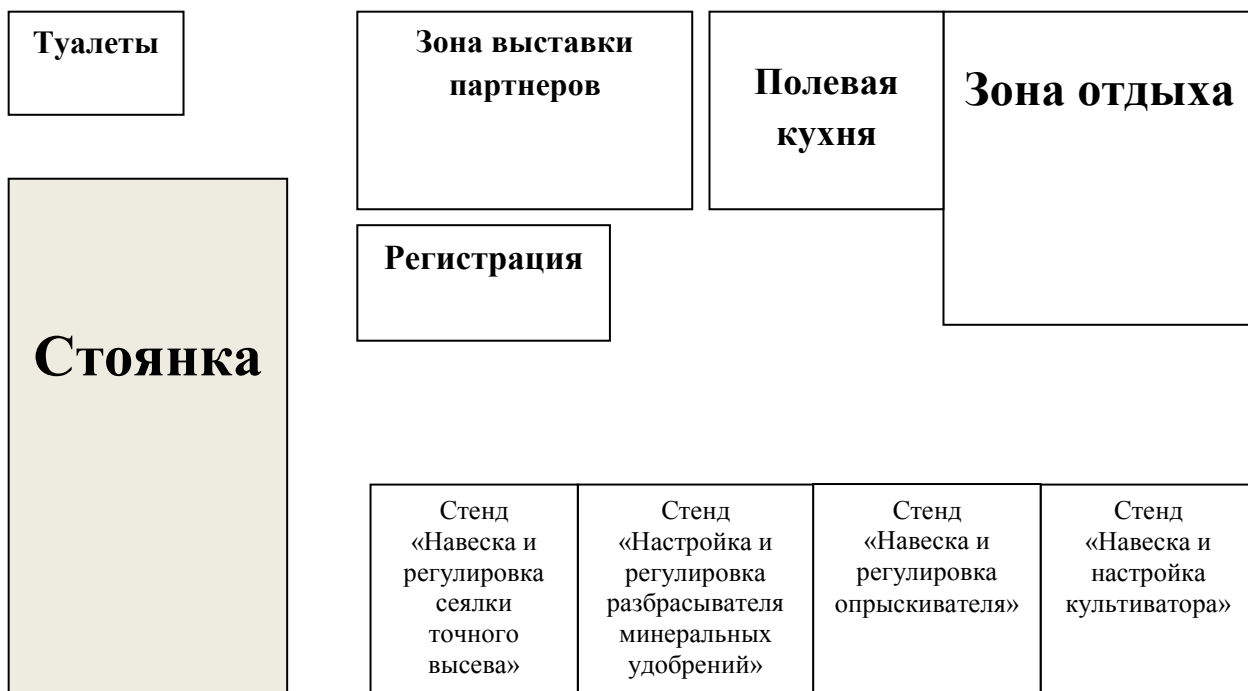 Туалеты
Зона выставки
партнеров
Полевая
кухня
Зона отдыха
Регистрация
Стоянка
Стенд
«Навеска и
регулировка
сеялки
точного
высева»
Стенд
«Настройка и
регулировка
разбрасывателя
минеральных
удобрений»
Стенд
«Навеска и
регулировка
опрыскивателя»
Стенд
«Навеска и
настройка
культиватора»